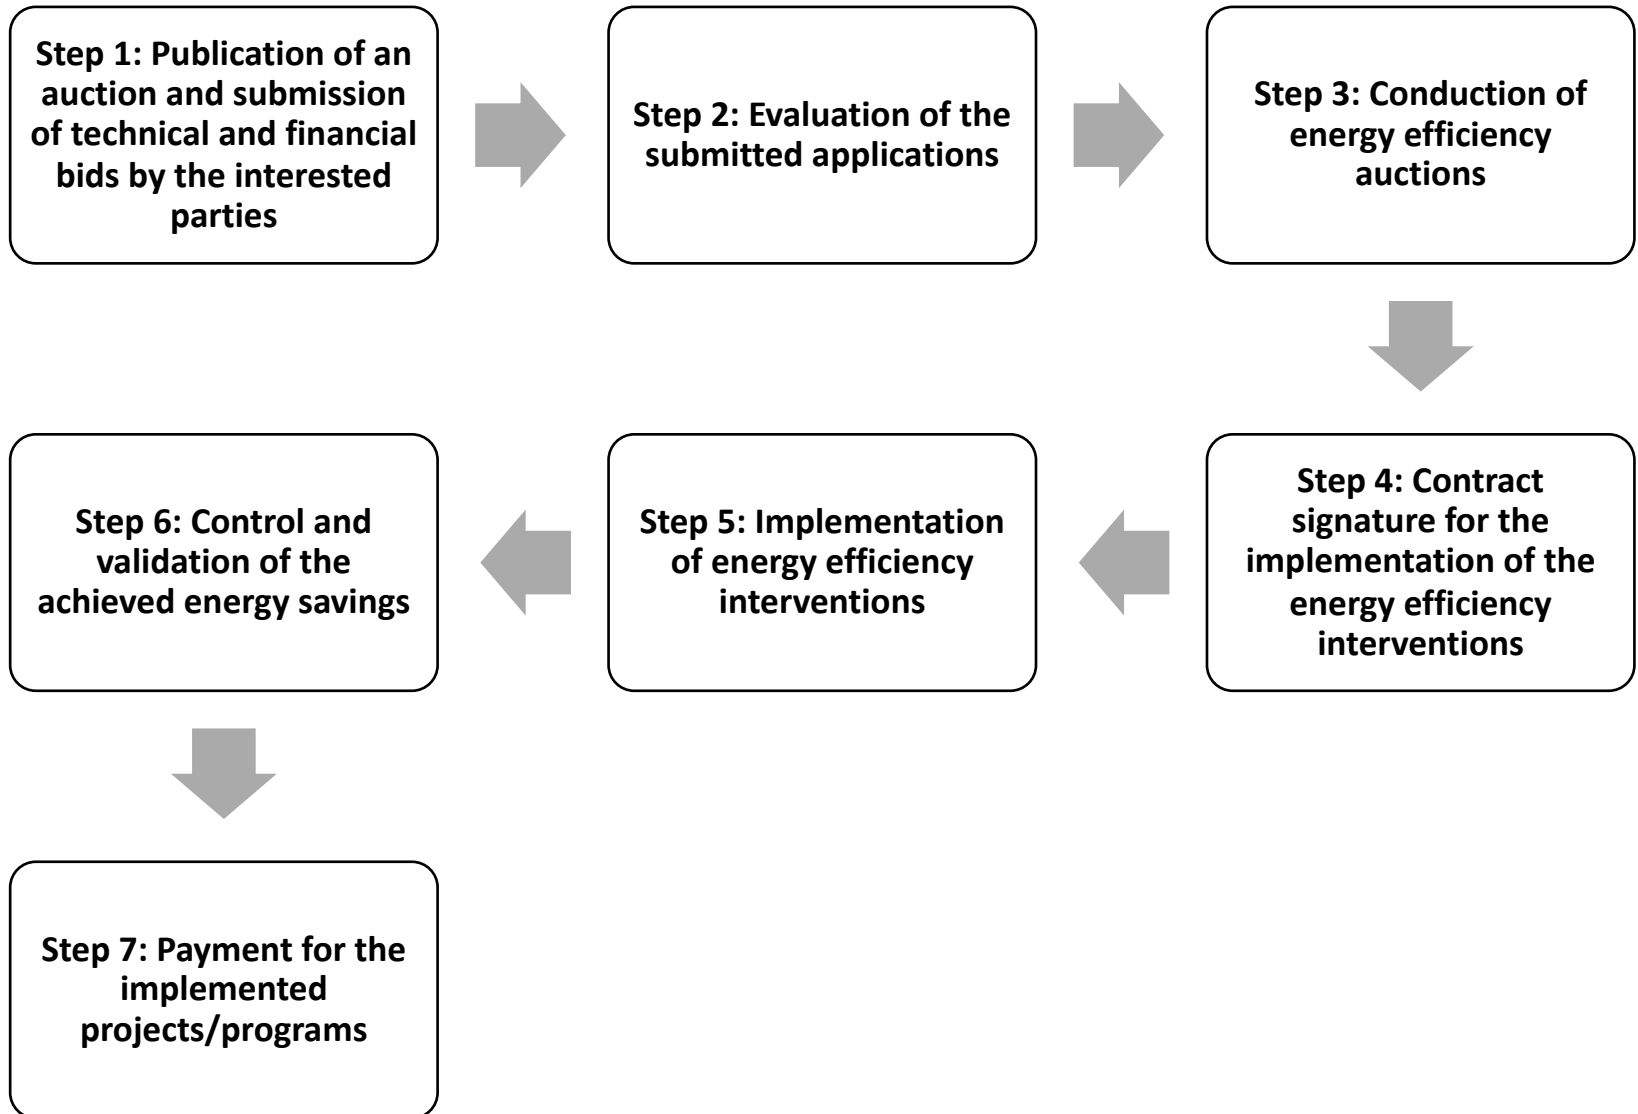 Step 1: Publication of an
auction and submission
of technical and financial
bids by the interested
parties
Step 2: Evaluation of the
submitted applications
Step 3: Conduction of
energy efficiency
auctions
Step 4: Contract
signature for the
implementation of the
energy efficiency
interventions
Step 5: Implementation
of energy efficiency
interventions
Step 6: Control and
validation of the
achieved energy savings
Step 7: Payment for the
implemented
projects/programs